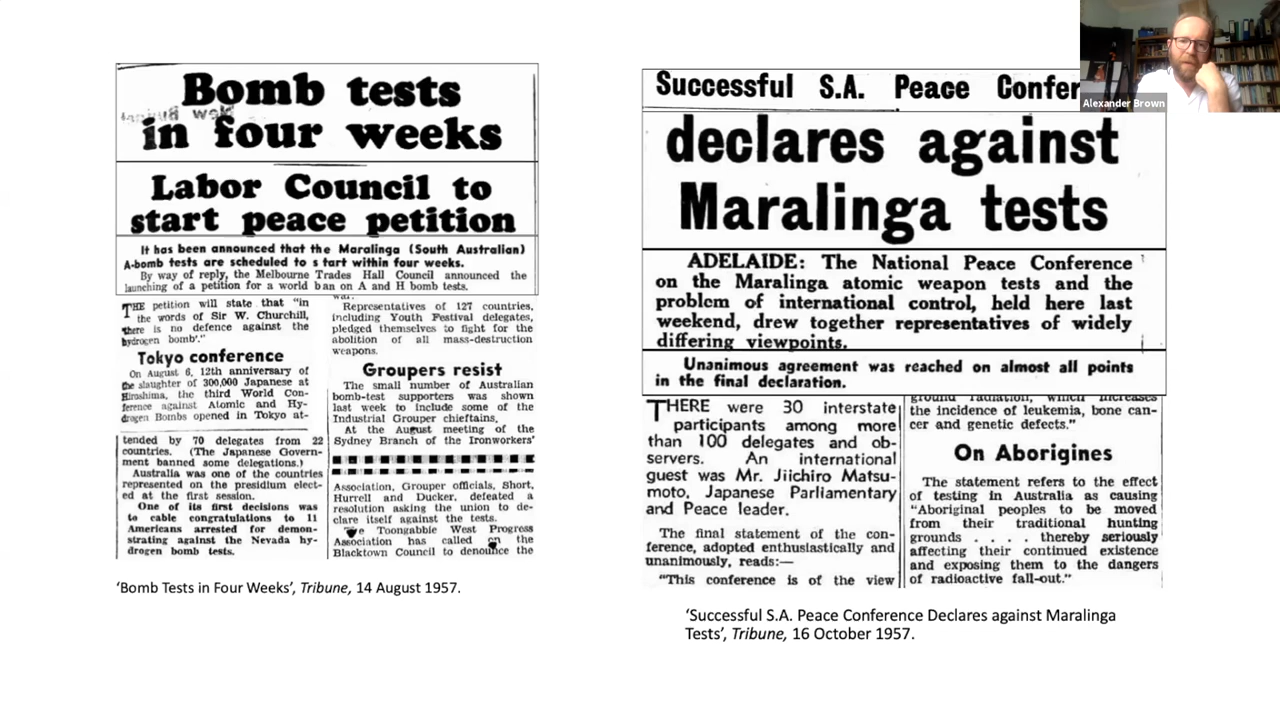 Bomb tests
in four weeks
Labor Council to
start peace petition
It has been announced that the Maralinga (South Australian)
A-bomb tests are scheduled to start within four weeks.
By way of reply, the Melbourne Trades Hall Council announced the
launching of a petition for a world ban on A and H bomb tests.
THE petition will state that "in
the words of Sir W. Churchill,
there is no defence against the
hydrogen bomb'."
Tokyo conference
On August 6, 12th anniversary of
the slaughter of 300,000 Japanese at
Hiroshima, the third World Con-
ference against Atomic and Hy-
drogen Bombs opened in Tokyo at-
tended by 70 delegates from 22
countries. (The Japanese Govern-
ment banned some delegations.)
Australia was one of the countries
represented on the presidium elect-
ed at the first session.
One of its first decisions was
to cable congratulations to 11
Americans arrested for demon-
strating against the Nevada hy-
drogen bomb tests.
war.
Representatives of 127 countries,
including Youth Festival delegates,
pledged themselves to fight for the
abolition of all mass-destruction
weapons.
Groupers resist
The small number of Australian
bomb-test supporters was shown
last week to include some of the
Industrial Grouper chieftains,
At the August meeting of the
Sydney Branch of the Ironworkers'
Association, Grouper officials, Short,
Hurrell and Ducker, defeated a
resolution asking the union to de-
clare itself against the tests.
The Toongabbie West Progress
Association has called on the
Blacktown Council to denounce the
'Bomb Tests in Four Weeks', Tribune, 14 August 1957.
Successful S.A. Peace Confer
declares against
Maralinga tests
ADELAIDE: The National Peace Conference
on the Maralinga atomic weapon tests and the
problem of international control, held here last
weekend, drew together representatives of widely
differing viewpoints.
Unanimous agreement was reached on almost all points
in the final declaration.
THERE were 30 interstate
participants among more
than 100 delegates and ob-
servers. An international
guest was Mr. Jiichiro Matsu-
moto, Japanese Parliamentary
and Peace leader.
The final statement of the con-
ference, adopted enthusiastically and
unanimously, reads:—
"This conference is of the view
ground radiation, which increases
the incidence of leukemia, bone can-
cer and genetic defects."
On Aborigines
The statement refers to the effect
of testing in Australia as causing
"Aboriginal peoples to be moved
from their traditional hunting
grounds . . . . thereby seriously
affecting their continued existence
and exposing them to the dangers
of radioactive fall-out."
'Successful S.A. Peace Conference Declares against Maralinga
Tests', Tribune, 16 October 1957.
Alexander Brown